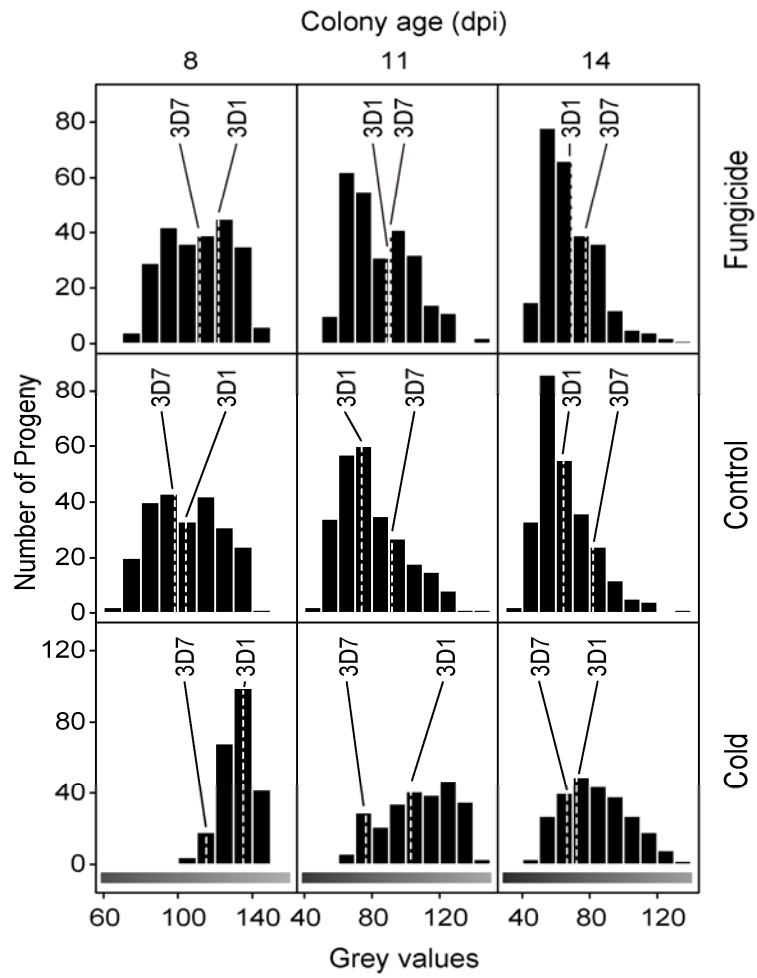 Colony age (dpi)
8 11 14
80
60
40
20
0
3D7 3D1
3D1 3D7
3D1 3D7
Fungicide
Number of Progeny
80
60
40
20
0
3D7 3D1
3D1 3D7
3D1 3D7
Control
120
80
40
0
3D7 3D1
3D7 3D1
3D7 3D1
Cold
60 100 140 40 80 120 40 80 120
Grey values